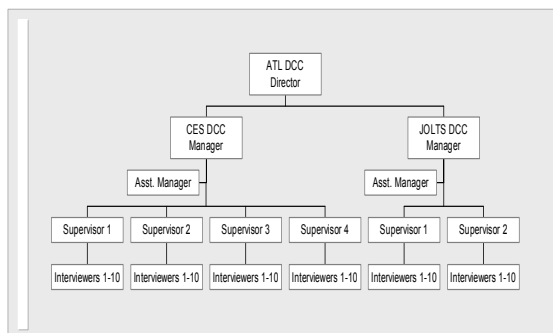 ATL DCC
Director
CES DCC
Manager
JOLTS DCC
Manager
Asst. Manager
Asst. Manager
Supervisor 1
Supervisor 2
Supervisor 3
Supervisor 4
Supervisor 1
Supervisor 2
Interviewers 1-10
Interviewers 1-10
Interviewers 1-10
Interviewers 1-10
Interviewers 1-10
Interviewers 1-10